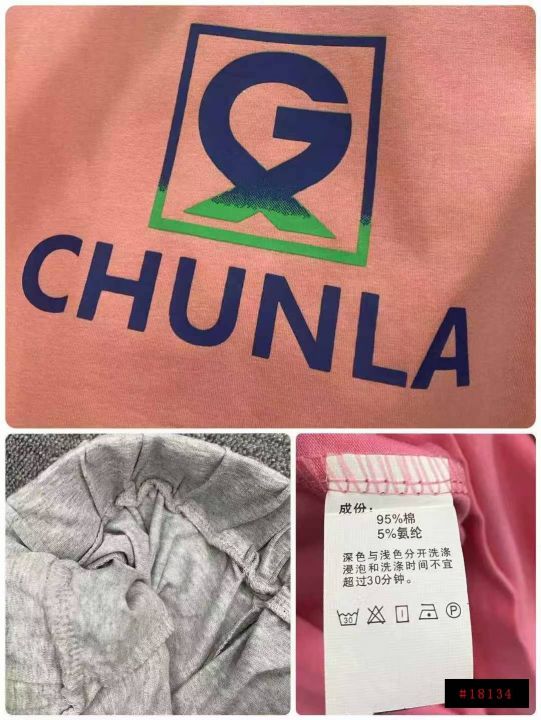 G
CHUNLA
成份:
95%棉
5%氨纶
深色与浅色分开洗涤
浸泡和洗涤时间不宜
超过30分钟。
30
P
#18134